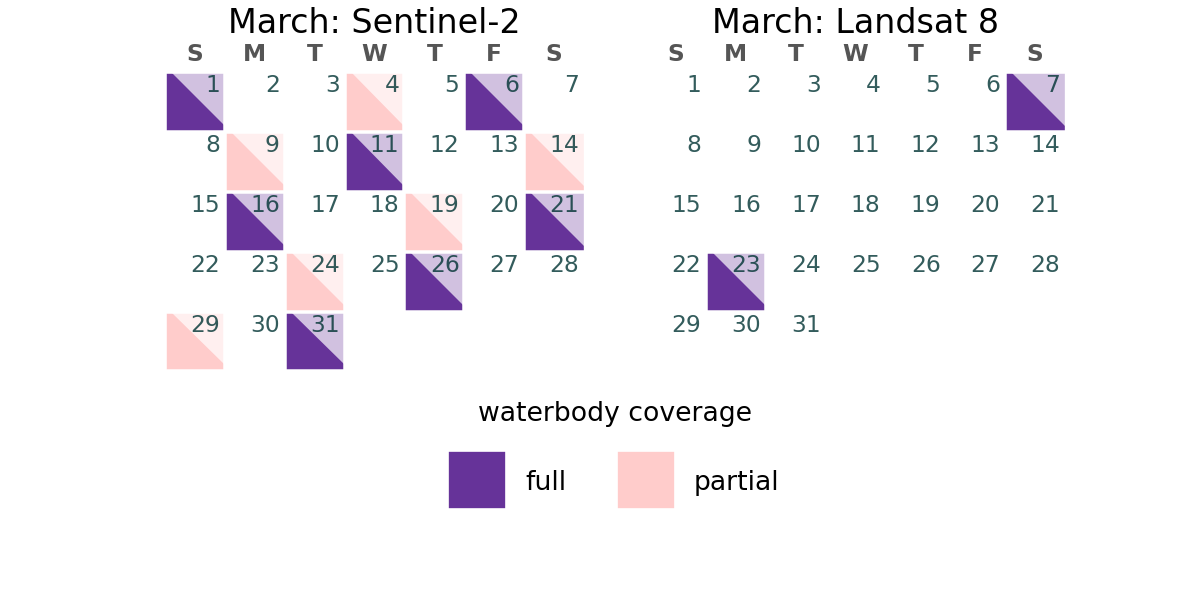 March: Sentinel-2
S M T W T F S
1 2 3 4 5 6 7
8 9 10 11 12 13 14
15 16 17 18 19 20 21
22 23 24 25 26 27 28
29 30 31
March: Landsat 8
S M T W T F S
1 2 3 4 5 6 7
8 9 10 11 12 13 14
15 16 17 18 19 20 21
22 23 24 25 26 27 28
29 30 31
waterbody coverage
full
partial